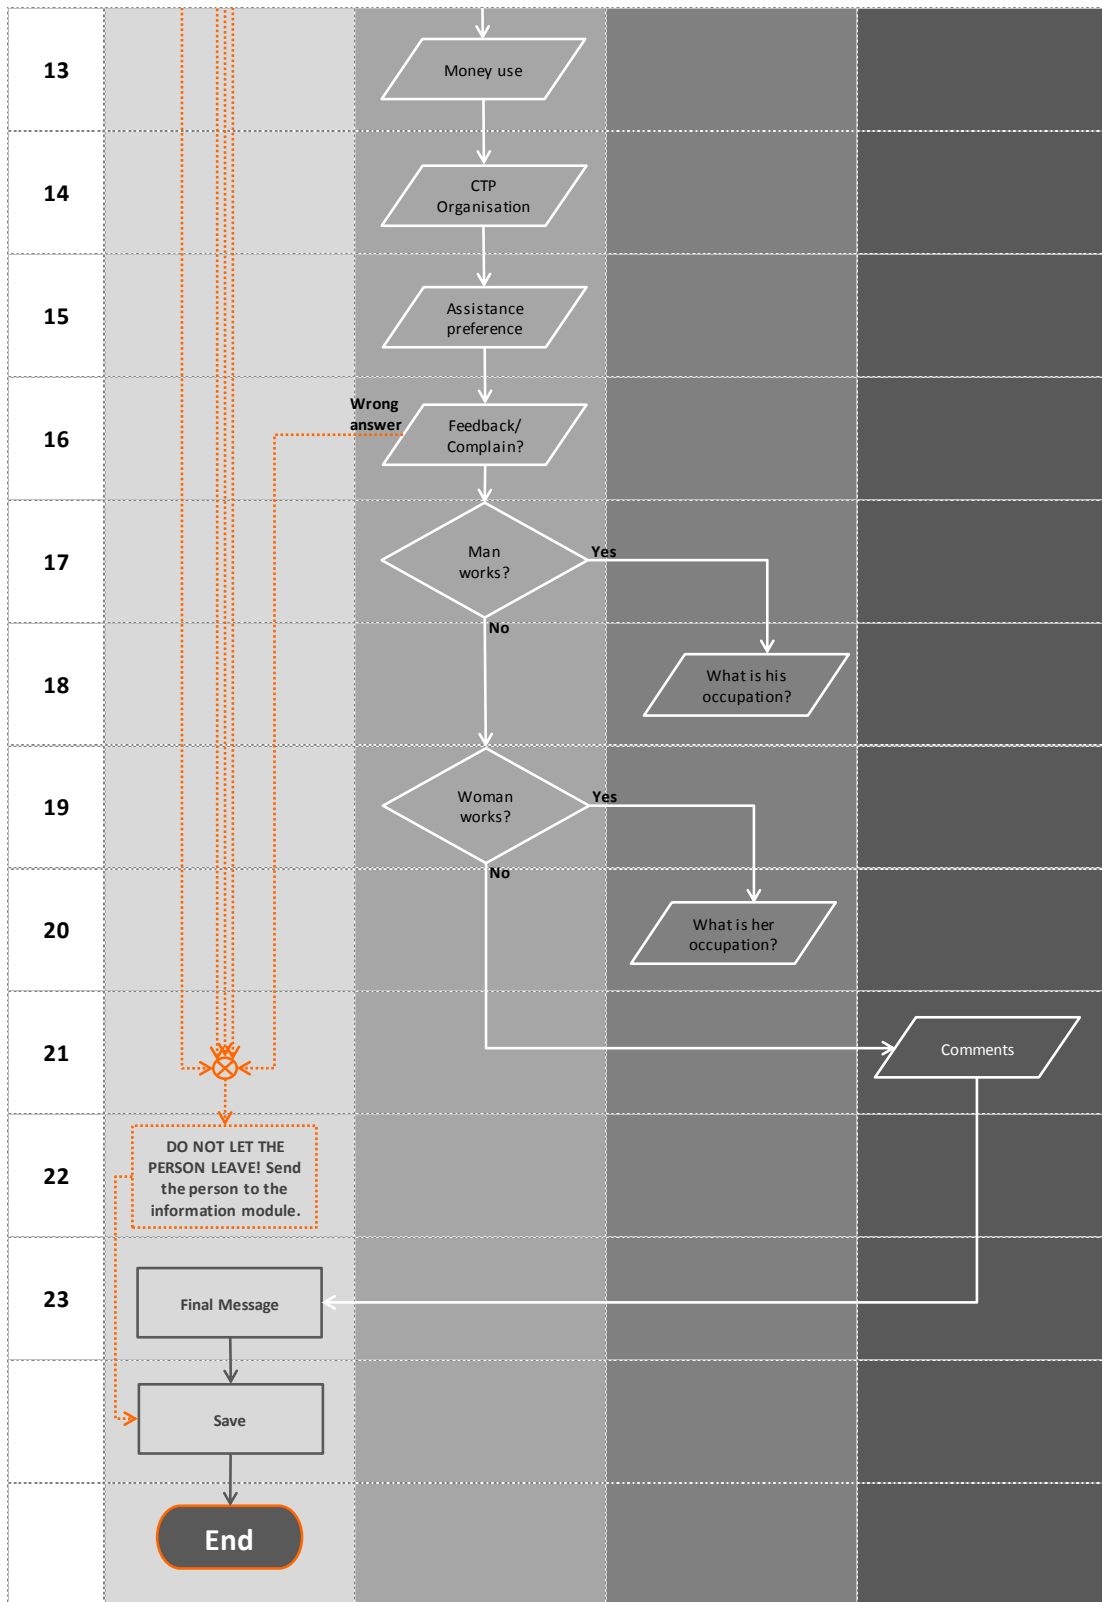 13
Money use
14
CTP
Organisation
15
Assistance
preference
Wrong
answer
16
Feedback/
Complain?
17
Man
works?
Yes
No
18
What is his
occupation?
19
Woman
works?
Yes
No
20
What is her
occupation?
21
Comments
22
DO NOT LET THE
PERSON LEAVE! Send
the person to the
information module.
23
Final Message
Save
End